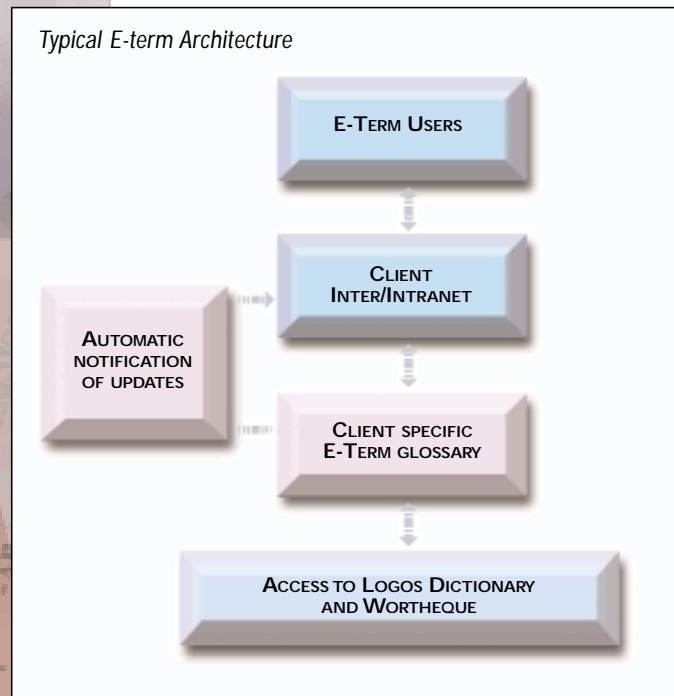 Typical E-term Architecture
E-TERM USERS
CLIENT
INTER/INTRANET
AUTOMATIC
NOTIFICATION
OF UPDATES
CLIENT SPECIFIC
E-TERM GLOSSARY
ACCESS TO LOGOS DICTIONARY
AND WORTHEQUE